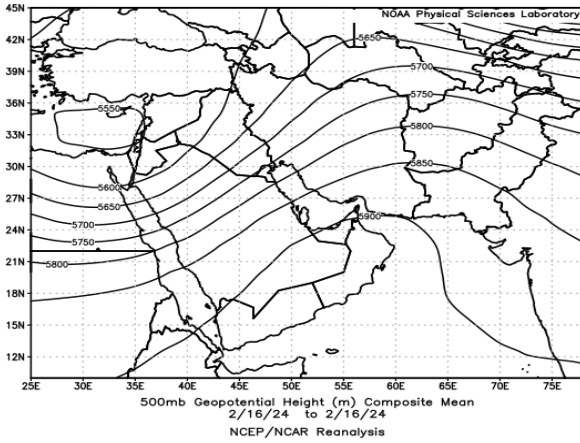 NOAA Physical Sciences Laboratory
45N
42N
39N
36N
33N
30N
27N
24N
21N
18N
15N
12N
5650
5700
5750
5800
5850
5900
5550
5600
5650
5700
5750
5800
25E 30E 35E 40E 45E 50E 55E 60E 65E 70E 75E
500mb Geopotential Height (m) Composite Mean
2/16/24 to 2/16/24
NCEP/NCAR Reanalysis